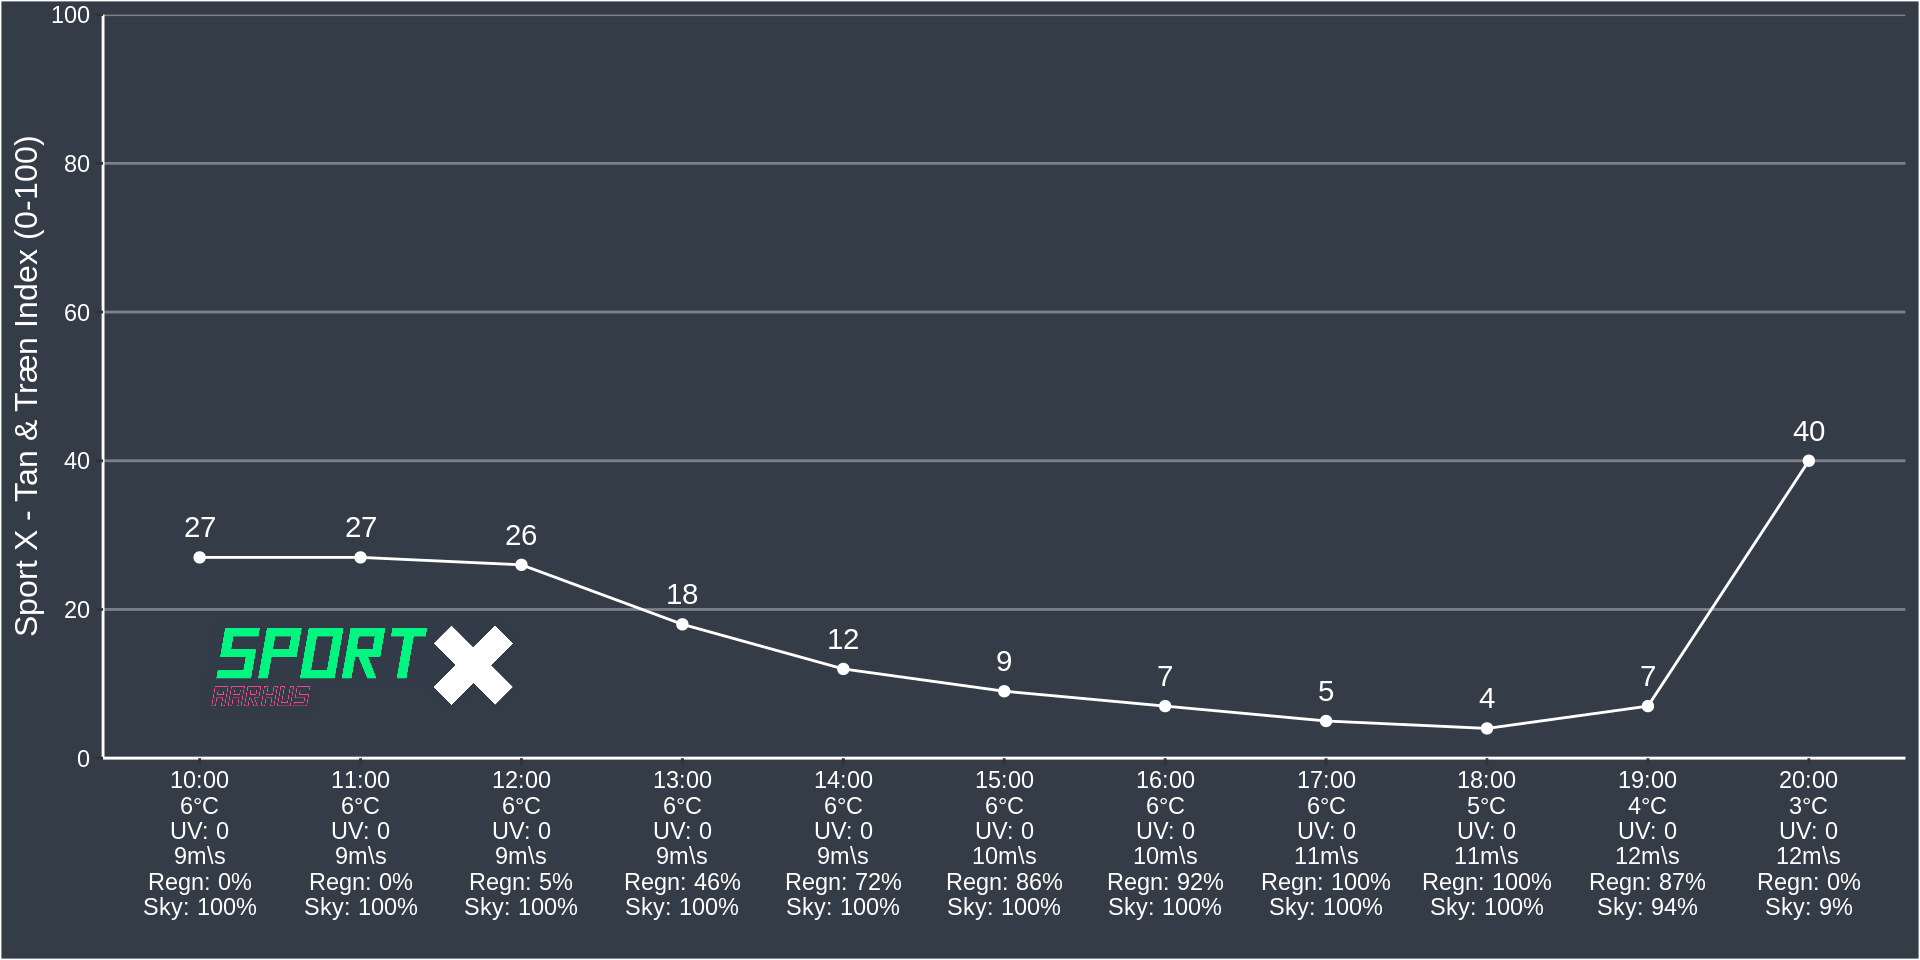 Sport X - Tan & Træn Index (0-100)
100
80
60
40
20
0
27 27 26 18 12 9 7 5 4 7 40
SPORT X
AARHUS
10:00 11:00 12:00 13:00 14:00 15:00 16:00 17:00 18:00 19:00 20:00
6°C 6°C 6°C 6°C 6°C 6°C 6°C 6°C 5°C 4°C 3°C
UV: 0 UV: 0 UV: 0 UV: 0 UV: 0 UV: 0 UV: 0 UV: 0 UV: 0 UV: 0 UV: 0
9m\s 9m\s 9m\s 9m\s 9m\s 10m\s 10m\s 11m\s 11m\s 12m\s 12m\s
Regn: 0% Regn: 0% Regn: 5% Regn: 46% Regn: 72% Regn: 86% Regn: 92% Regn: 100% Regn: 100% Regn: 87% Regn: 0%
Sky: 100% Sky: 100% Sky: 100% Sky: 100% Sky: 100% Sky: 100% Sky: 100% Sky: 100% Sky: 100% Sky: 94% Sky: 9%